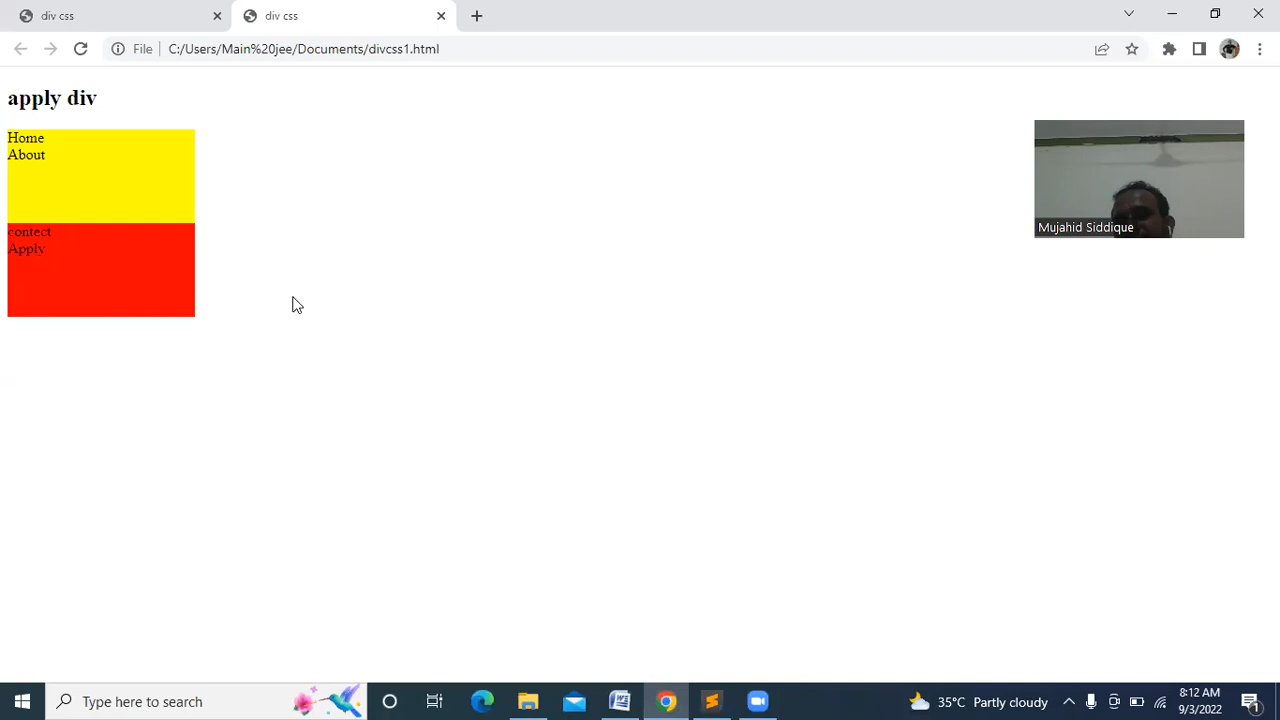 div css
div css
File
C:/Users/Main%20jee/Documents/divcss1.html
apply div
Home
About
contect
Apply
Mujahid Siddique
Type here to search
35°C Partly cloudy
8:12 AM
9/3/2022
1